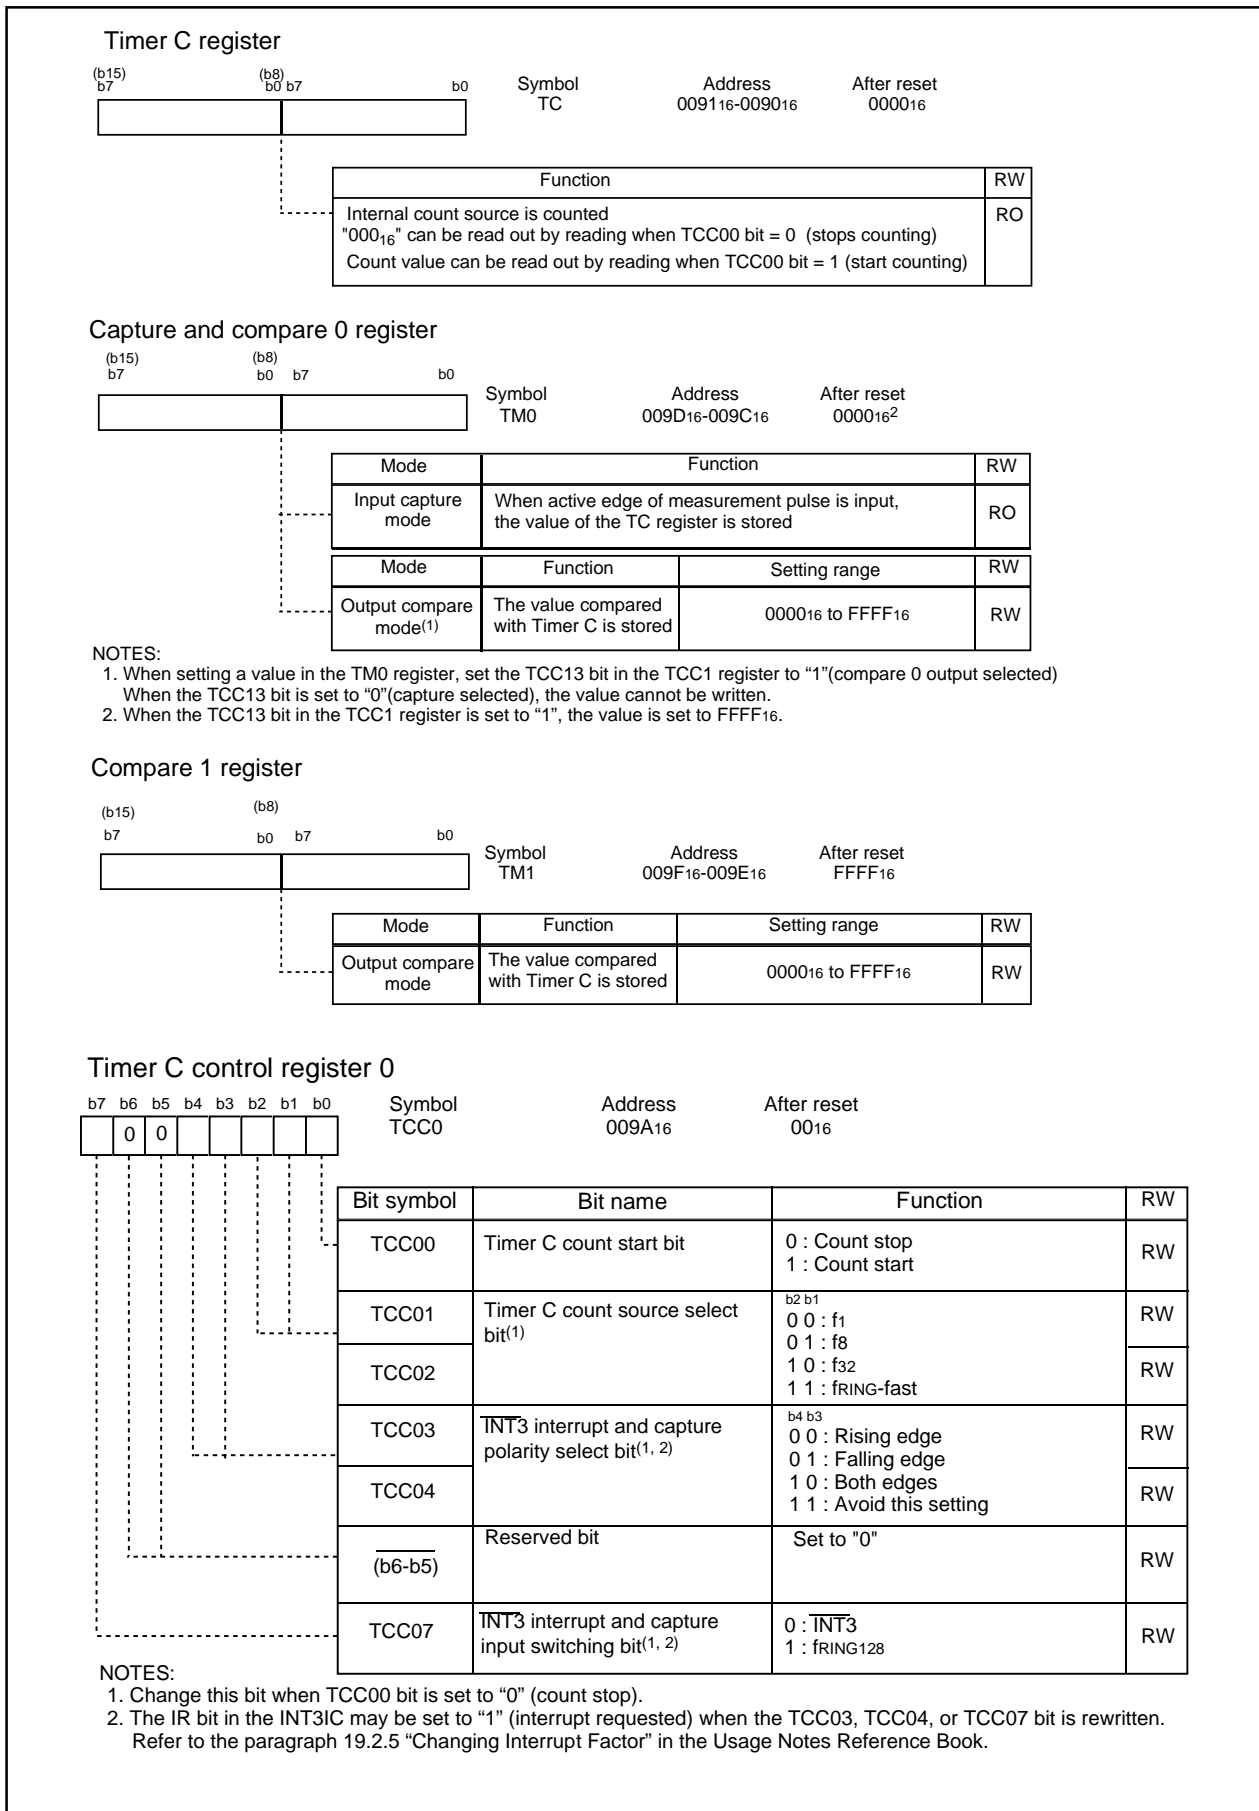 Timer C register
(b15) (b8)
b7 b0 b7 b0
Symbol Address After reset
TC 009116-009016 000016
Function RW
Internal count source is counted RO
"00016" can be read out by reading when TCC00 bit = 0 (stops counting)
Count value can be read out by reading when TCC00 bit = 1 (start counting)
Capture and compare 0 register
(b15) (b8)
b7 b0 b7 b0
Symbol Address After reset
TM0 009D16-009C16 0000162
Mode Function RW
Input capture mode When active edge of measurement pulse is input, the value of the TC register is stored RO
Mode Function Setting range RW
Output compare mode(1) The value compared with Timer C is stored 000016 to FFFF16 RW
NOTES:
1. When setting a value in the TM0 register, set the TCC13 bit in the TCC1 register to “1”(compare 0 output selected)
When the TCC13 bit is set to “0”(capture selected), the value cannot be written.
2. When the TCC13 bit in the TCC1 register is set to “1”, the value is set to FFFF16.
Compare 1 register
(b15) (b8)
b7 b0 b7 b0
Symbol Address After reset
TM1 009F16-009E16 FFFF16
Mode Function Setting range RW
Output compare mode The value compared with Timer C is stored 000016 to FFFF16 RW
Timer C control register 0
b7 b6 b5 b4 b3 b2 b1 b0
0 0
Symbol Address After reset
TCC0 009A16 0016
Bit symbol Bit name Function RW
TCC00 Timer C count start bit 0 : Count stop RW
1 : Count start
TCC01 Timer C count source select bit(1) b2 b1 RW
0 0 : f1
0 1 : f8
TCC02 1 0 : f32 RW
1 1 : fRING-fast
TCC03 INT3 interrupt and capture polarity select bit(1, 2) b4 b3 RW
0 0 : Rising edge
0 1 : Falling edge
TCC04 1 0 : Both edges RW
1 1 : Avoid this setting
(b6-b5) Reserved bit Set to "0" RW
TCC07 INT3 interrupt and capture input switching bit(1, 2) 0 : INT3 RW
1 : fRING128
NOTES:
1. Change this bit when TCC00 bit is set to “0” (count stop).
2. The IR bit in the INT3IC may be set to “1” (interrupt requested) when the TCC03, TCC04, or TCC07 bit is rewritten.
Refer to the paragraph 19.2.5 “Changing Interrupt Factor” in the Usage Notes Reference Book.